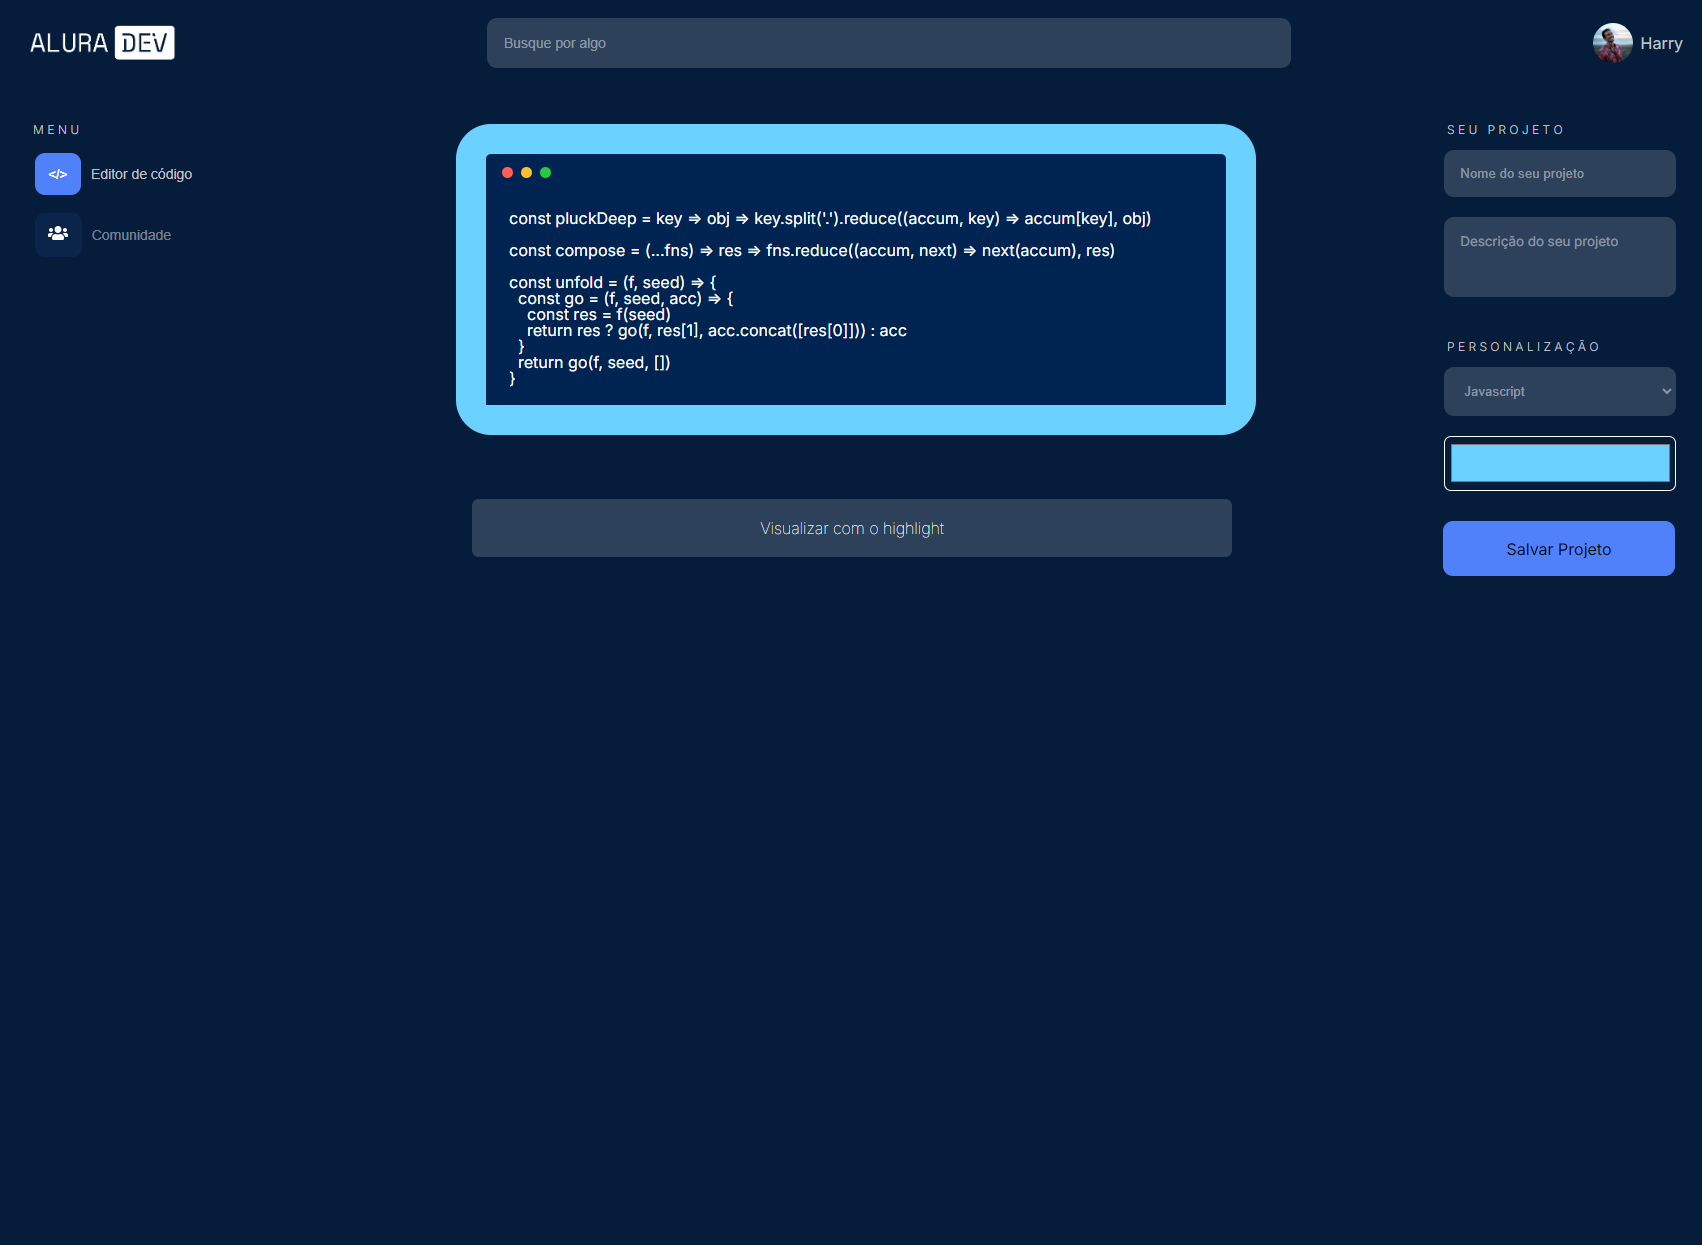 ALURA DEV
Busque por algo
Harry
MENU
</> Editor de código
Comunidade
const pluckDeep = key => obj => key.split('.').reduce((accum, key) => accum[key], obj)
const compose = (...fns) => res => fns.reduce((accum, next) => next(accum), res)
const unfold = (f, seed) => {
  const go = (f, seed, acc) => {
    const res = f(seed)
    return res ? go(f, res[1], acc.concat([res[0]])) : acc
  }
  return go(f, seed, [])
}
Visualizar com o highlight
SEU PROJETO
Nome do seu projeto
Descrição do seu projeto
PERSONALIZAÇÃO
Javascript
Salvar Projeto